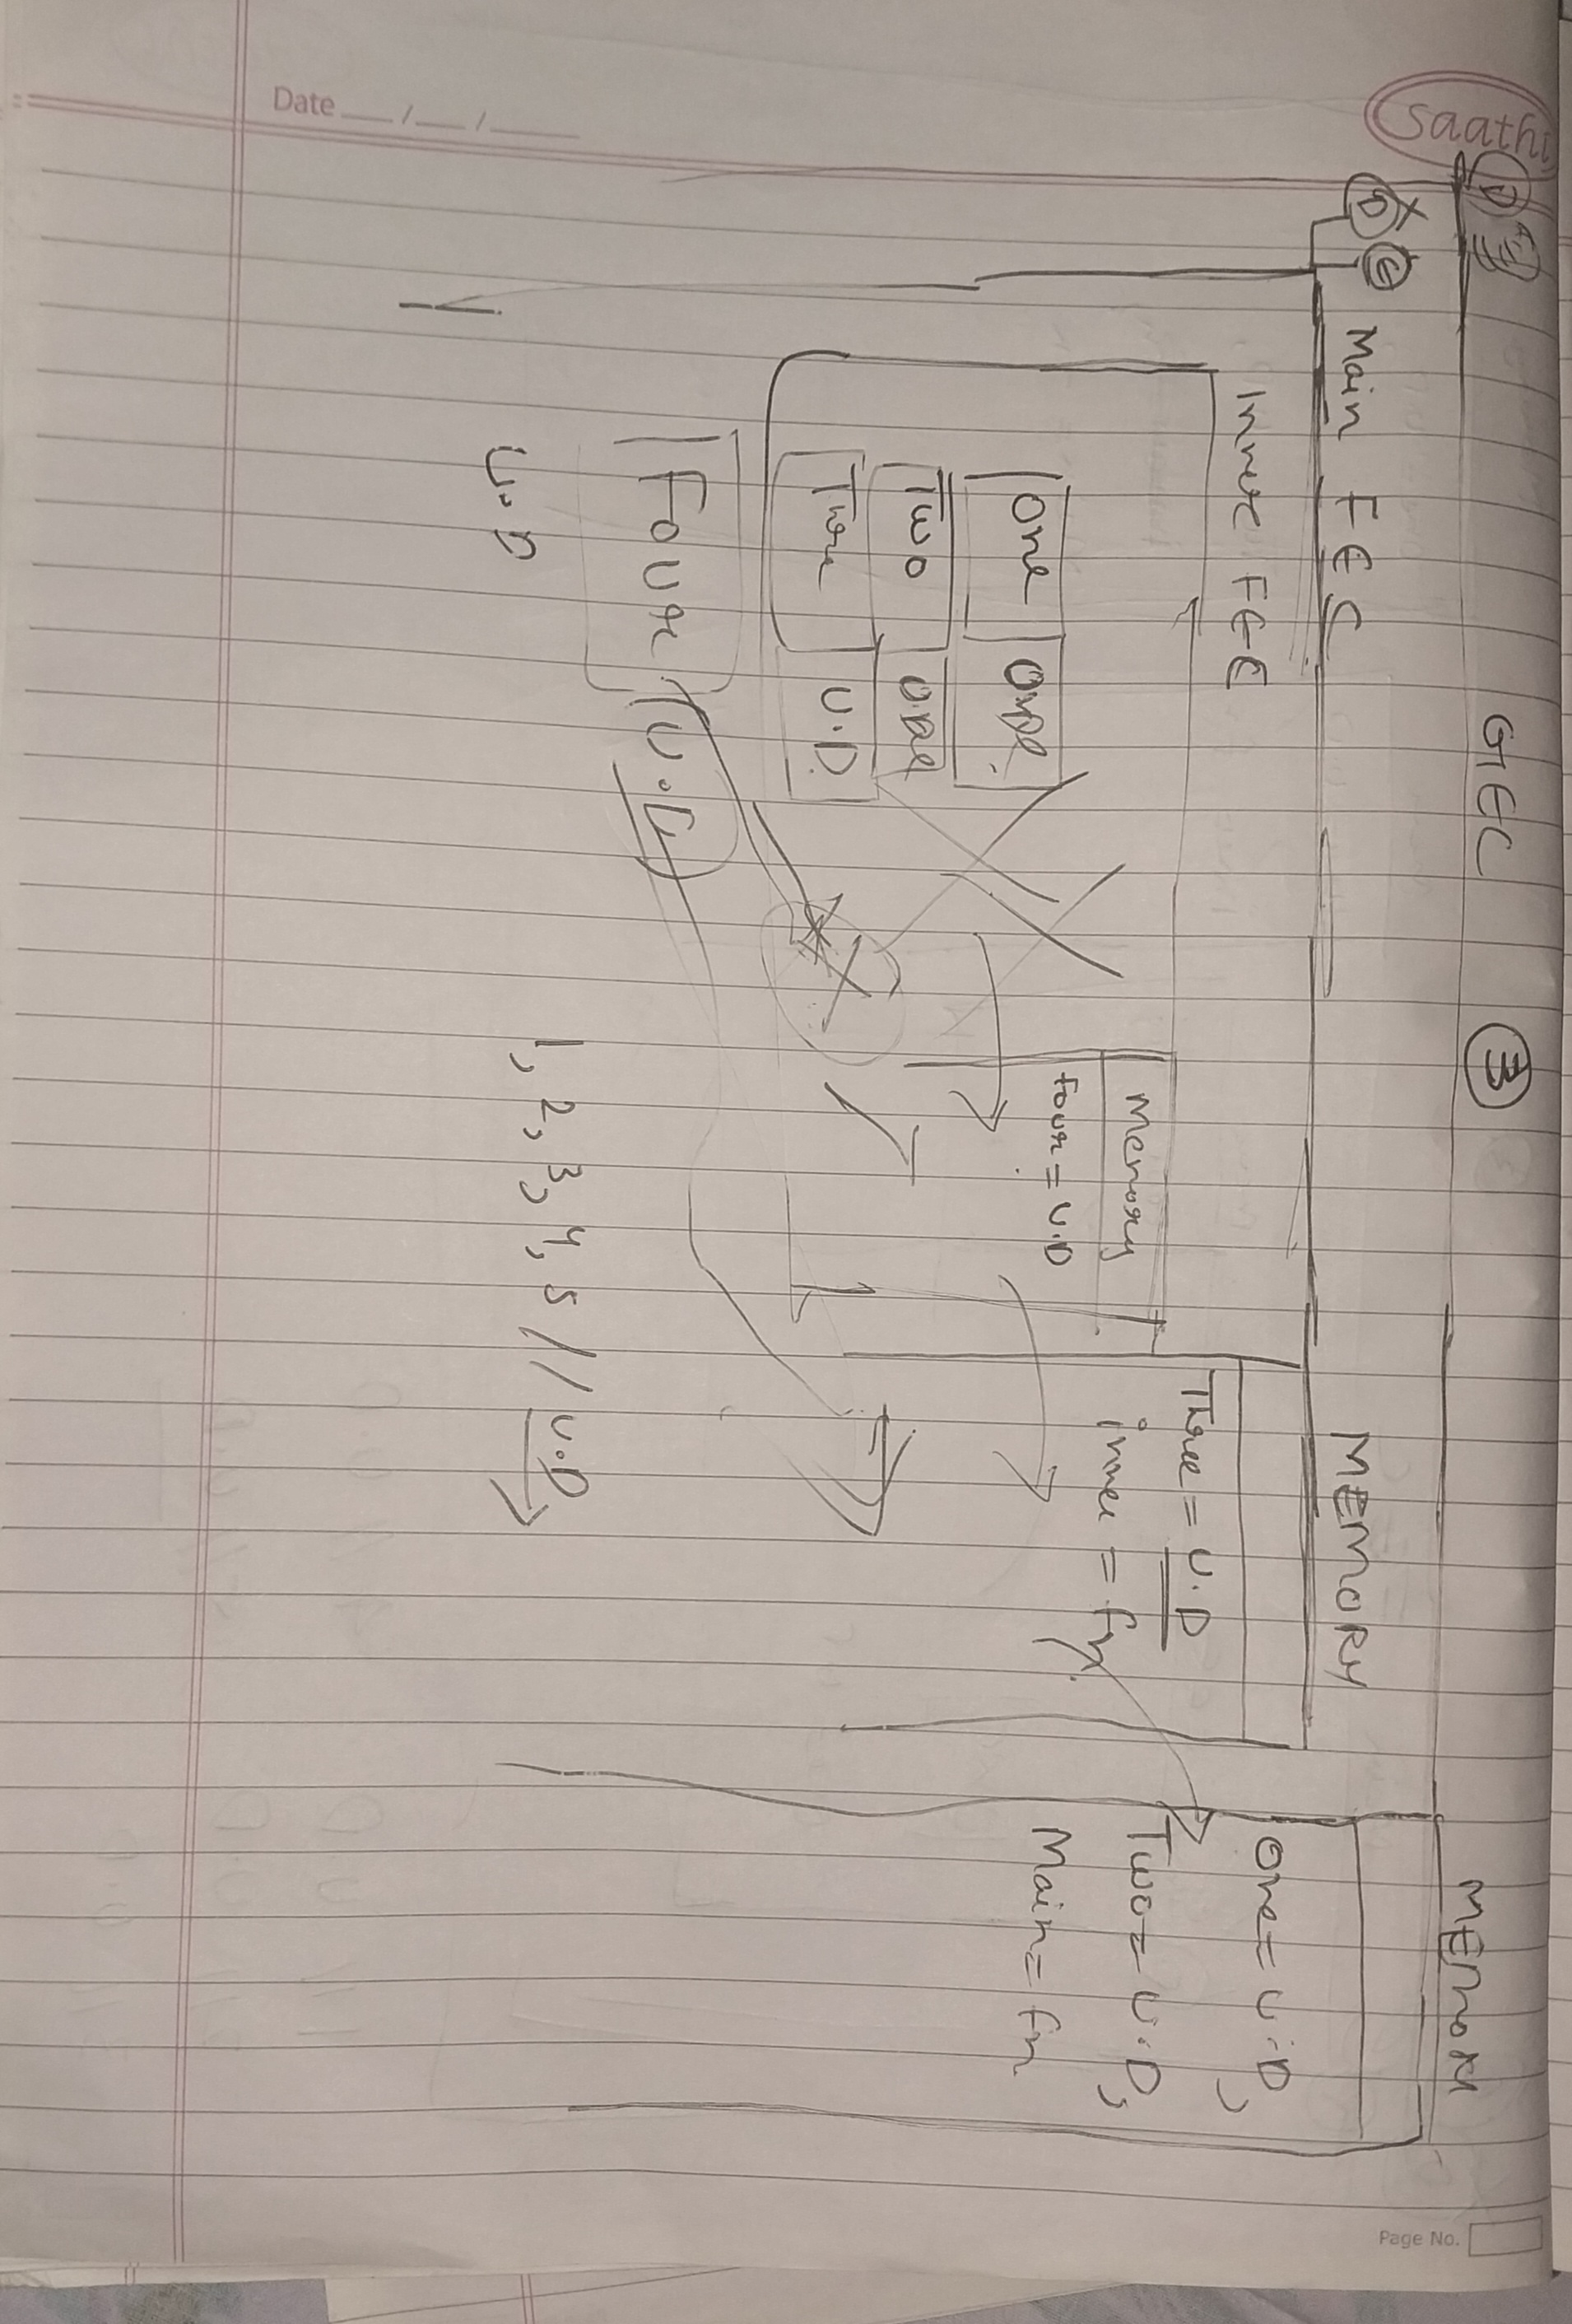 Page No.
Saathi
Date
GEC 3
D
MEMORY
Main FEC
MEMORY
Inner FEC
One = U.D,
Two = U.D,
Main = fn
Three = U.D
inner = fn.
Memory
Four = U.D
One
Two
Three U.D.
Four U.D
U.D
1, 2, 3, 4, 5 // U.D